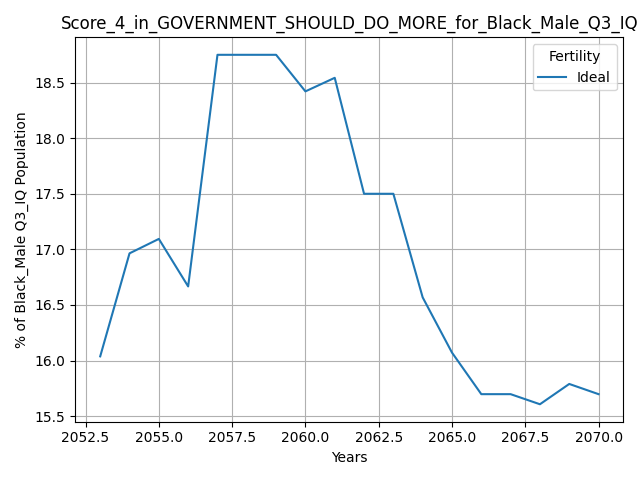 Score_4_in_GOVERNMENT_SHOULD_DO_MORE_for_Black_Male_Q3_IQ
Fertility
Ideal
% of Black_Male Q3_IQ Population
18.5
18.0
17.5
17.0
16.5
16.0
15.5
2052.5 2055.0 2057.5 2060.0 2062.5 2065.0 2067.5 2070.0
Years